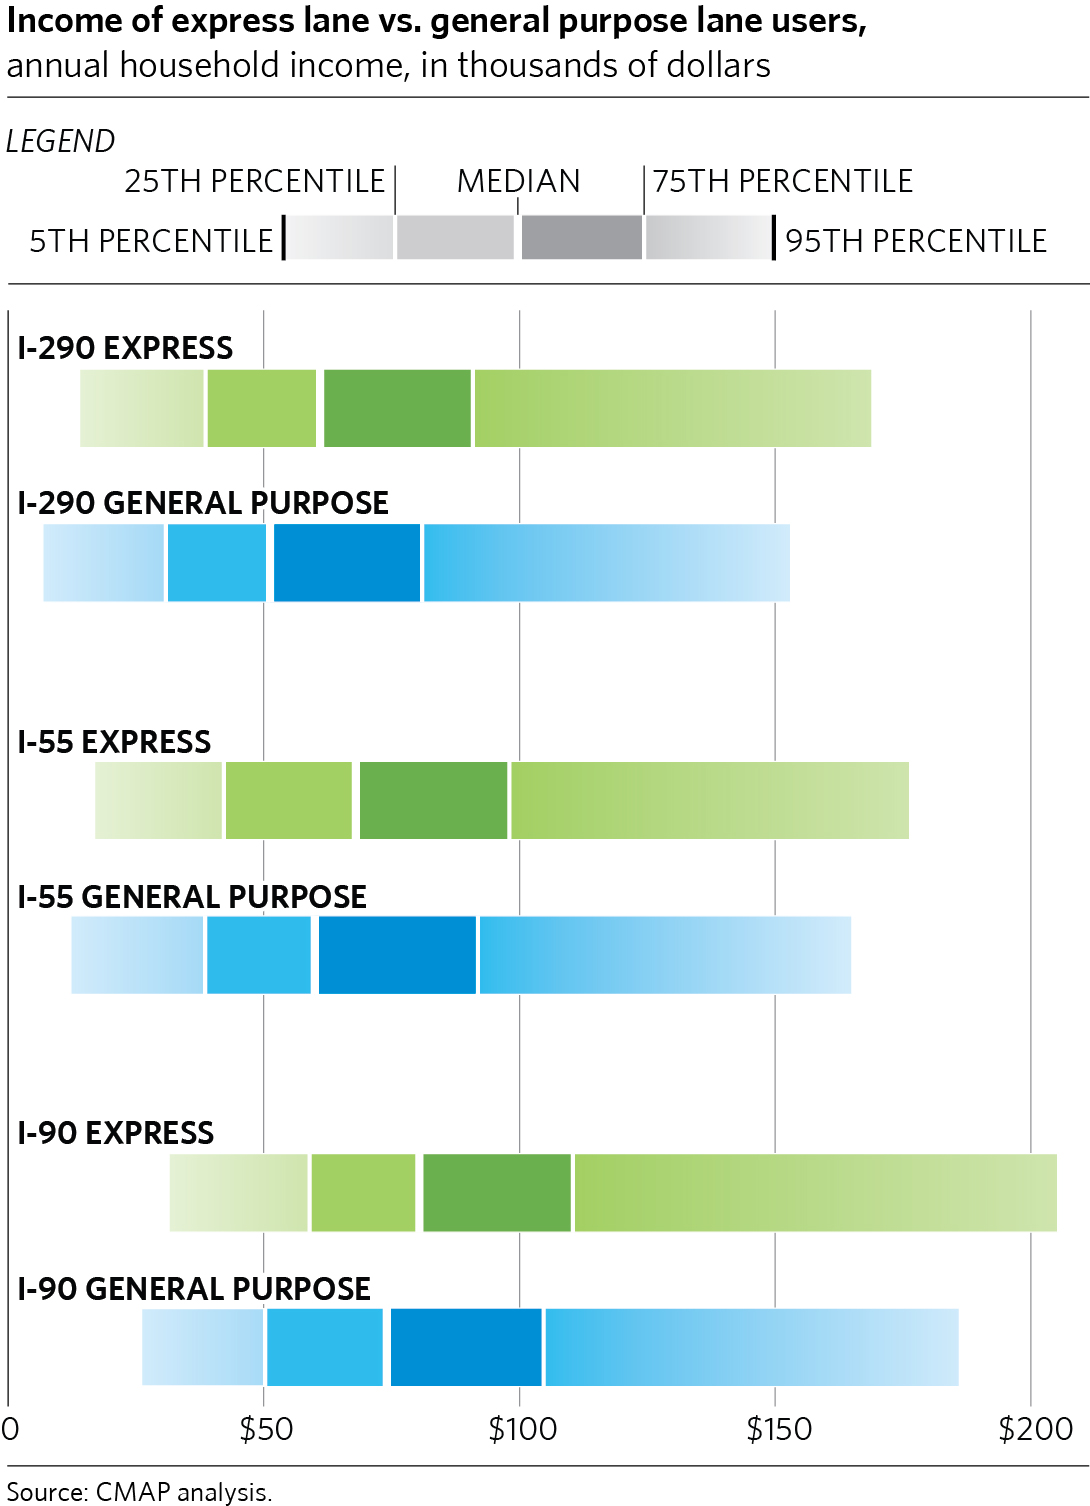 Income of express lane vs. general purpose lane users,
annual household income, in thousands of dollars
LEGEND
25TH PERCENTILE MEDIAN 75TH PERCENTILE
5TH PERCENTILE 95TH PERCENTILE
I-290 EXPRESS
I-290 GENERAL PURPOSE
I-55 EXPRESS
I-55 GENERAL PURPOSE
I-90 EXPRESS
I-90 GENERAL PURPOSE
0 $50 $100 $150 $200
Source: CMAP analysis.